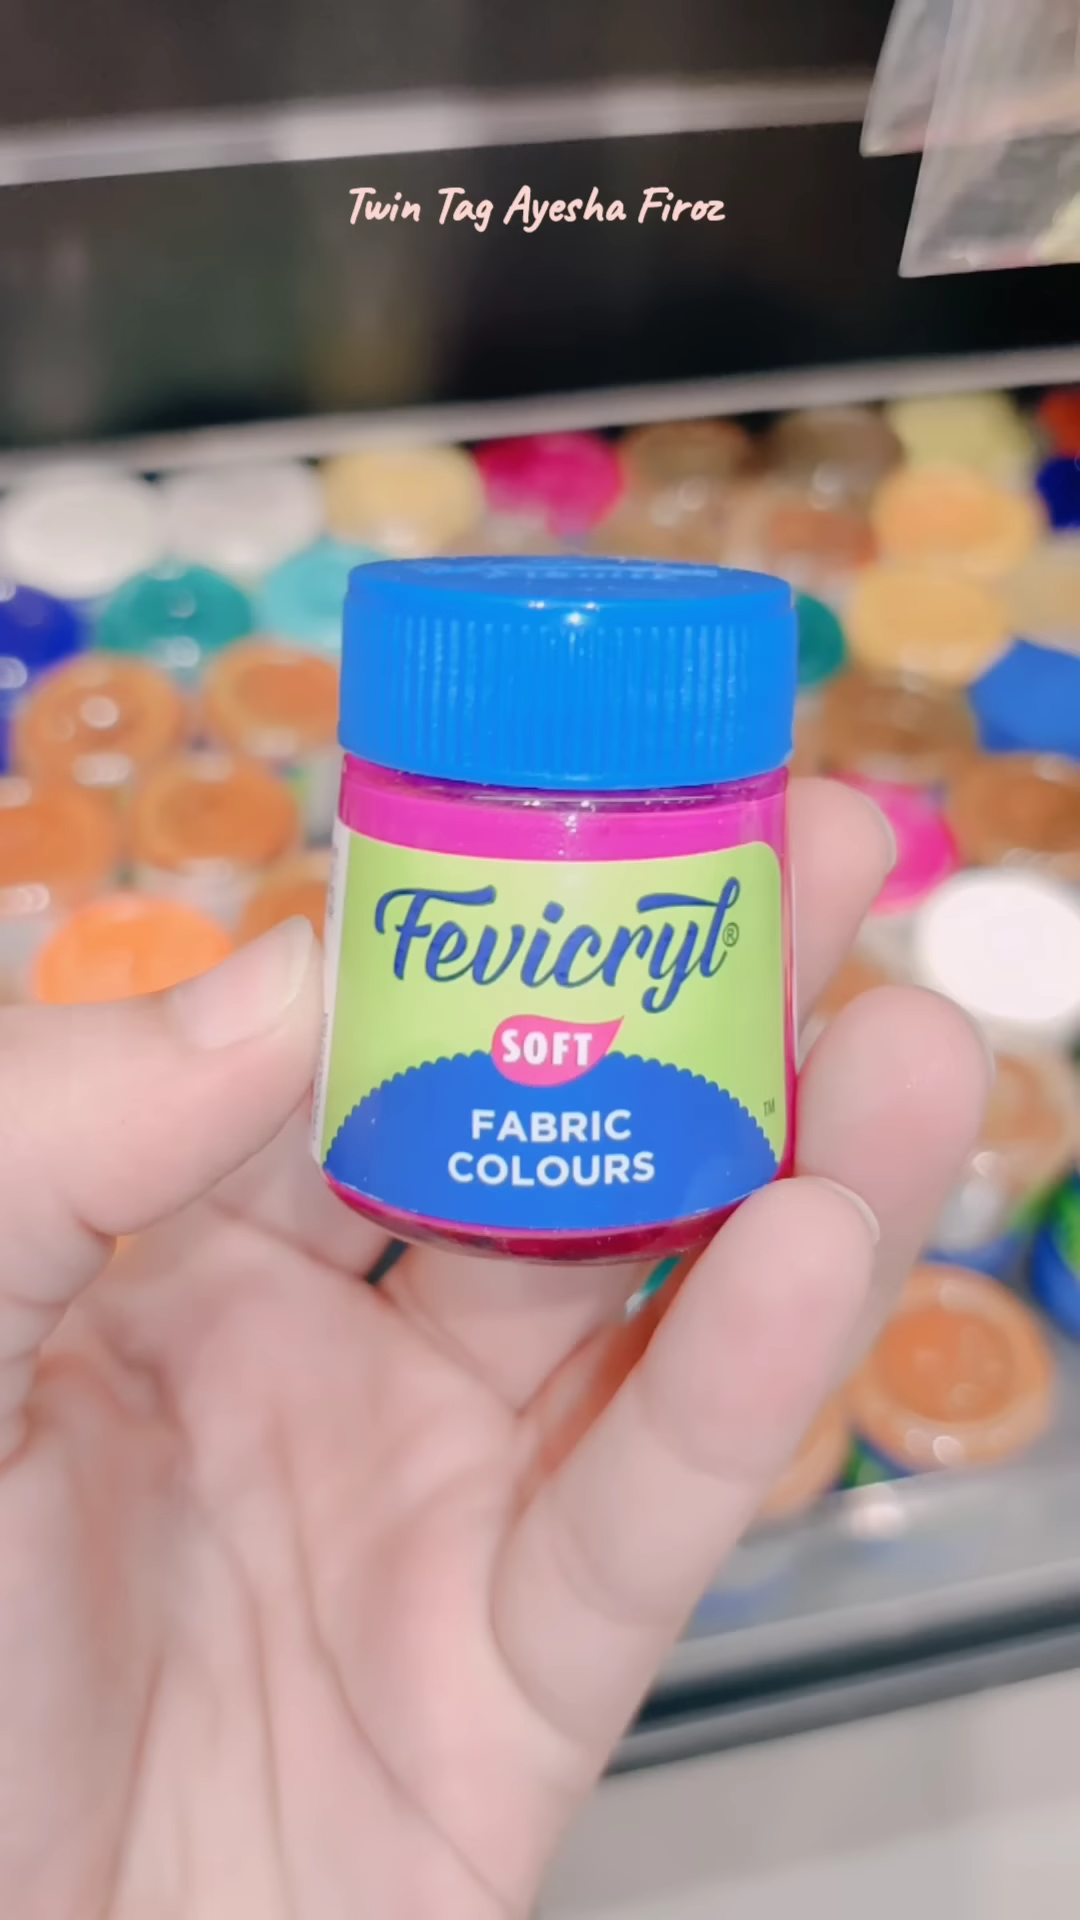 Twin Tag Ayesha Firoz
Fevicryl®
SOFT
FABRIC
COLOURS
TM